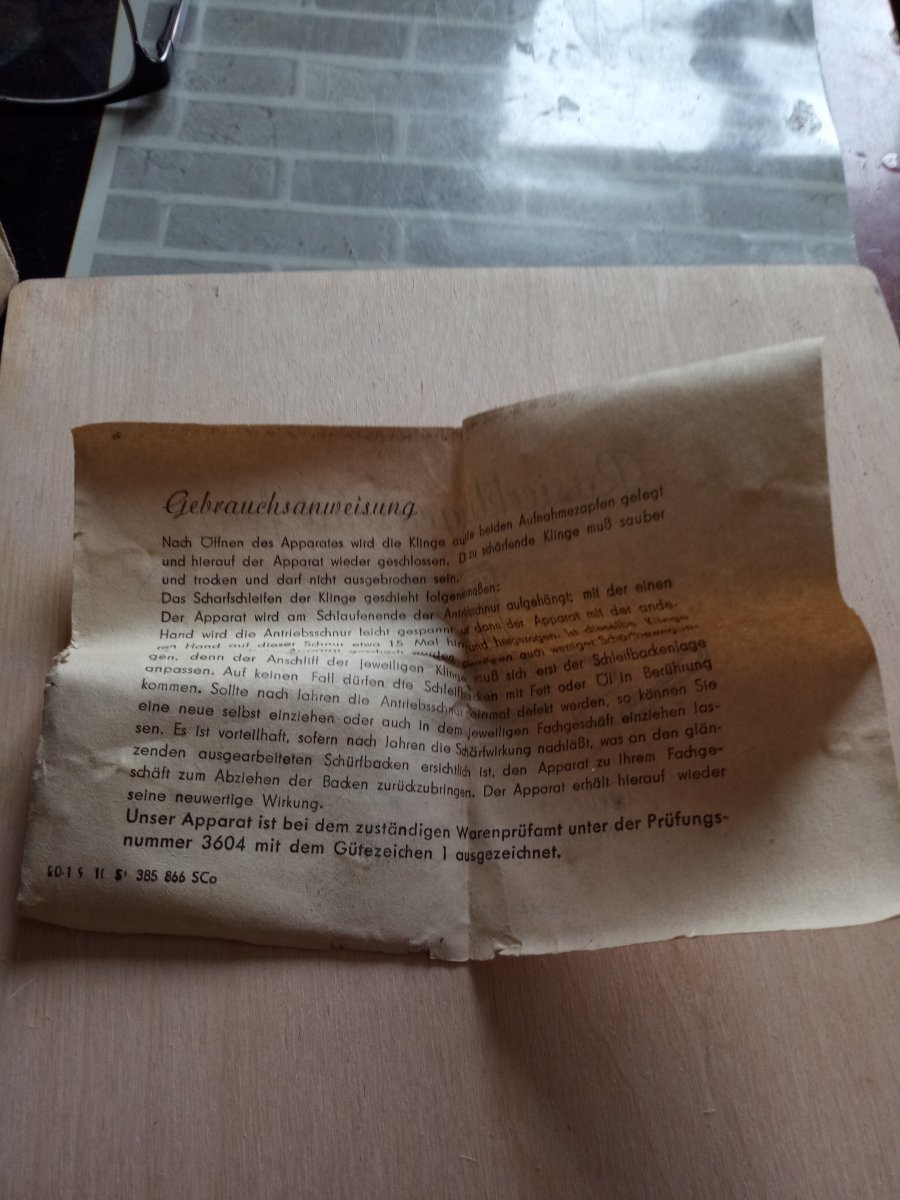 Gebrauchsanweisung
Nach Öffnen des Apparates wird die Klinge beiden Aufnahmezapfen gelegt
und hierauf der Apparat wieder geschlossen. zu schärfende Klinge muß sauber
und trocken und darf nicht ausgebrochen sein.
Das Scharfschleifen der Klinge geschieht
Der Apparat wird am Schlaufenende der aufgehängt; mit der einen
Hand wird die Antriebsschnur leicht gespannt dann der Apparat mit der ande-
ren Hand auf dieser Schnur etwa 15 Mal und hergezogen. Ist dieselbe Klinge
auch weniger
gen, denn der Anschliff der jeweiligen Klinge muß sich erst der Schleifbackenlage
anpassen. Auf keinen Fall dürfen die Schleifbacken mit Fett oder Öl in Berührung
kommen. Sollte nach Jahren die Antriebsschnur einmal defekt werden, so können Sie
eine neue selbst einziehen oder auch in dem jeweiligen Fachgeschäft einziehen las-
sen. Es ist vorteilhaft, sofern nach Jahren die Schärfwirkung nachläßt, was an den glän-
zenden ausgearbeiteten Schürfbacken ersichtlich ist, den Apparat zu Ihrem Fachge-
schäft zum Abziehen der Backen zurückzubringen. Der Apparat erhält hierauf wieder
seine neuwertige Wirkung.
Unser Apparat ist bei dem zuständigen Warenprüfamt unter der Prüfungs-
nummer 3604 mit dem Gütezeichen 1 ausgezeichnet.
385 866 SCo